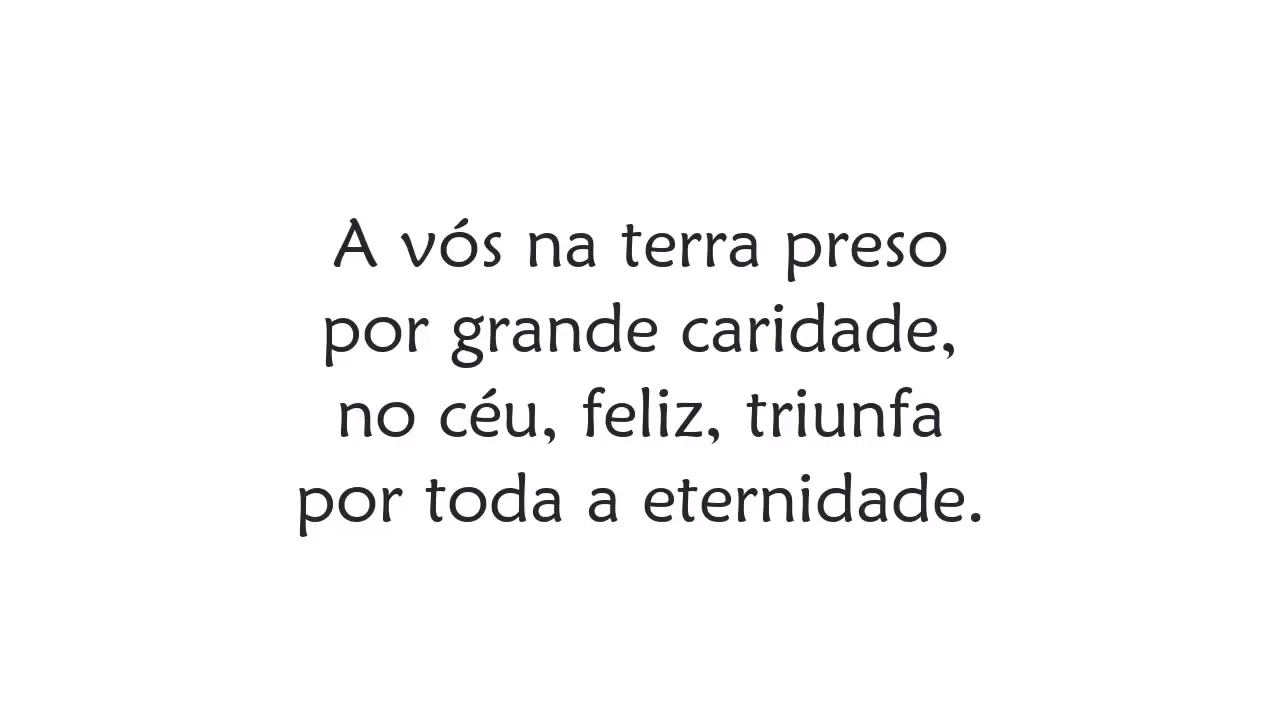 A vós na terra preso
por grande caridade,
no céu, feliz, triunfa
por toda a eternidade.